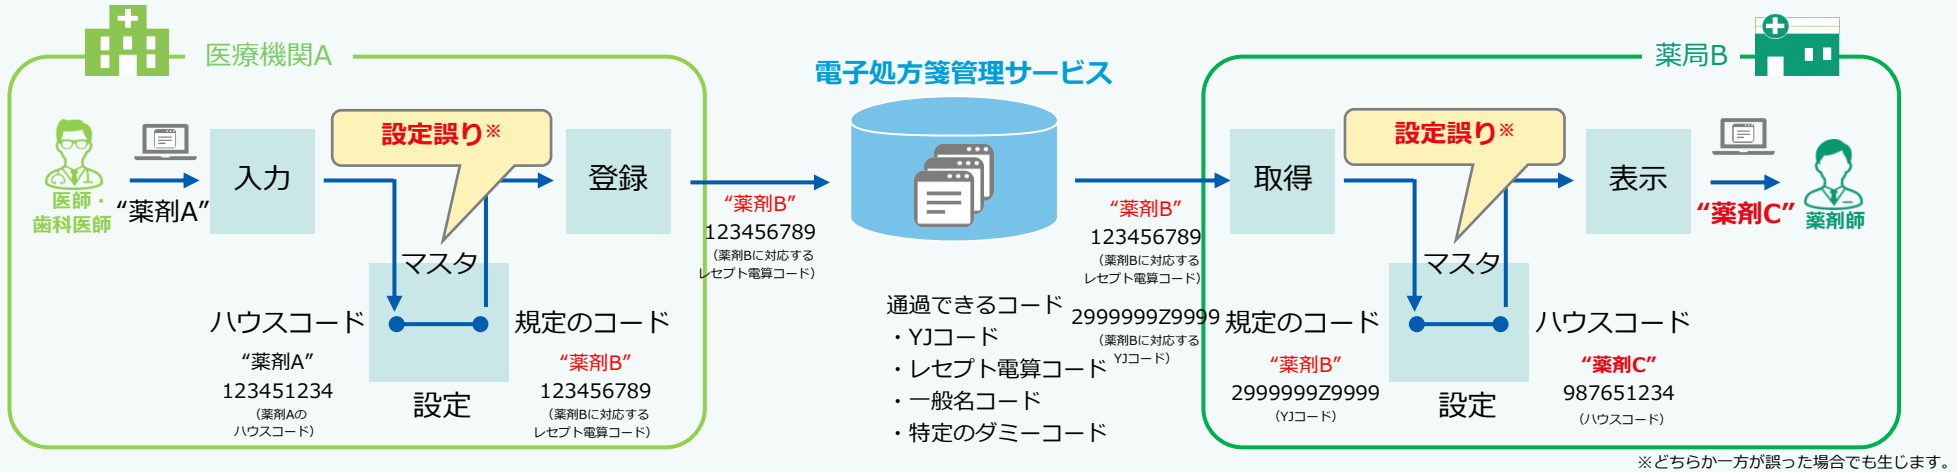 医療機関A
医師・
歯科医師
“薬剤A”
入力
設定誤り※
登録
マスタ
ハウスコード
“薬剤A”
123451234
（薬剤Aの
ハウスコード）
設定
規定のコード
“薬剤B”
123456789
（薬剤Bに対応する
レセプト電算コード）
“薬剤B”
123456789
（薬剤Bに対応する
レセプト電算コード）
電子処方箋管理サービス
通過できるコード
・YJコード
・レセプト電算コード
・一般名コード
・特定のダミーコード
“薬剤B”
123456789
（薬剤Bに対応する
レセプト電算コード）
2999999Z9999
（薬剤Bに対応する
YJコード）
薬局B
取得
設定誤り※
表示
マスタ
規定のコード
“薬剤B”
2999999Z9999
（YJコード）
設定
ハウスコード
“薬剤C”
987651234
（ハウスコード）
“薬剤C”
薬剤師
※どちらか一方が誤った場合でも生じます。